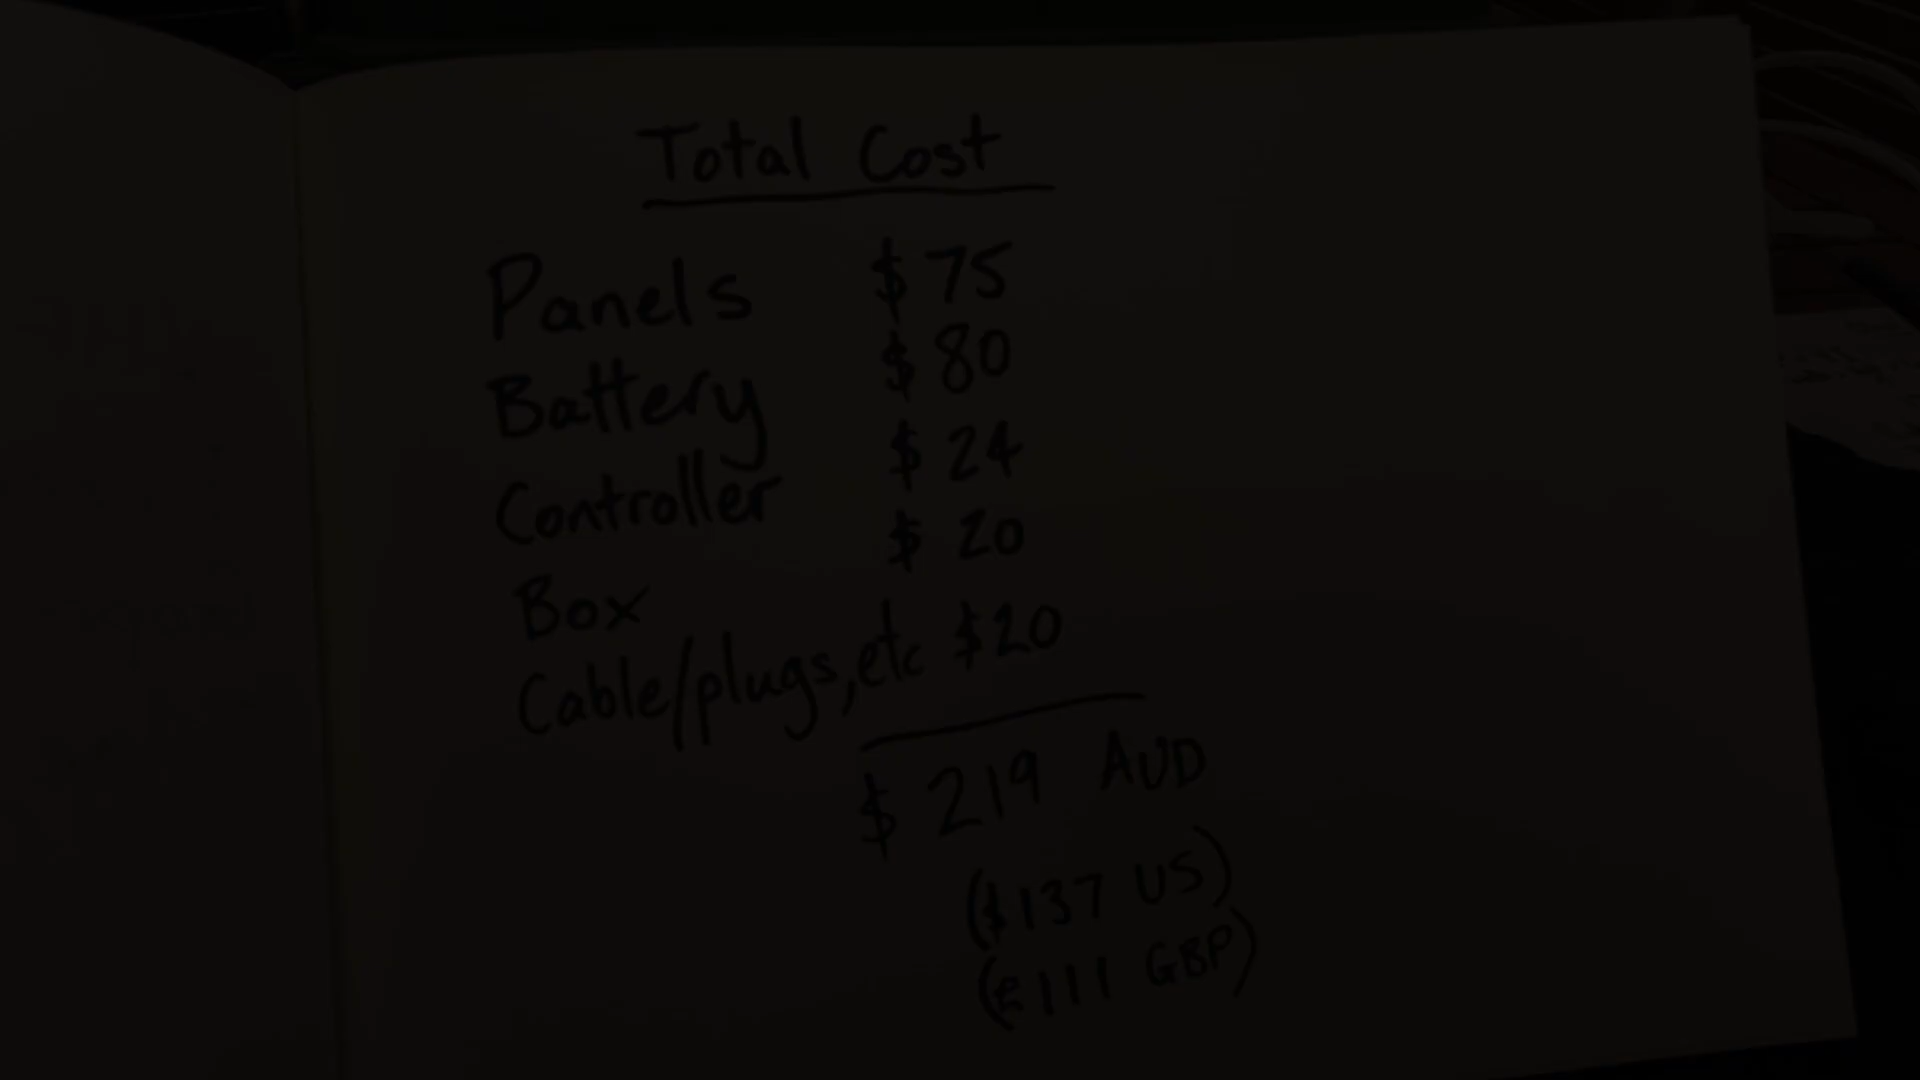 Total Cost
Panels $75
Battery $80
Controller $24
Box $20
Cable/plugs, etc $20
$219 AUD
($137 US)
(£111 GBP)